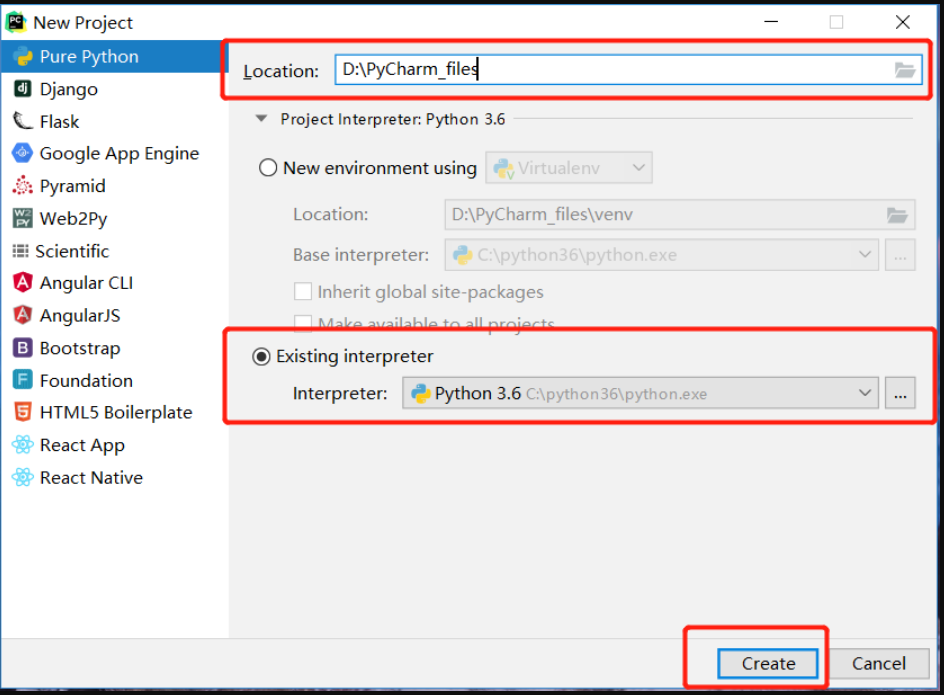 New Project
Pure Python
Django
Flask
Google App Engine
Pyramid
Web2Py
Scientific
Angular CLI
AngularJS
Bootstrap
Foundation
HTML5 Boilerplate
React App
React Native
Location: D:\PyCharm_files
Project Interpreter: Python 3.6
New environment using Virtualenv
Location: D:\PyCharm_files\venv
Base interpreter: C:\python36\python.exe ...
Inherit global site-packages
Make available to all projects
Existing interpreter
Interpreter: Python 3.6 C:\python36\python.exe ...
Create Cancel